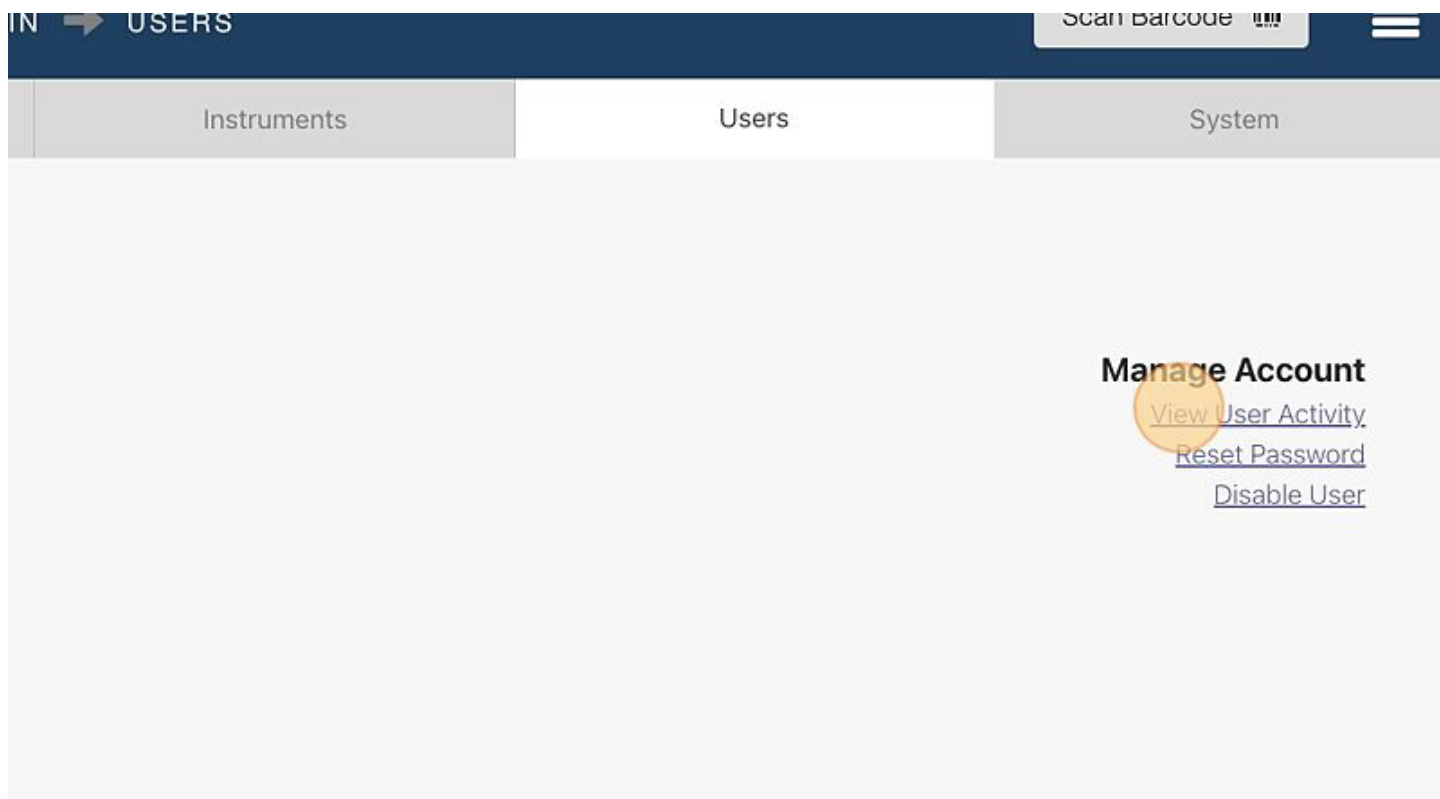 IN ➡ USERS
Scan Barcode
Instruments
Users
System
Manage Account
View User Activity
Reset Password
Disable User